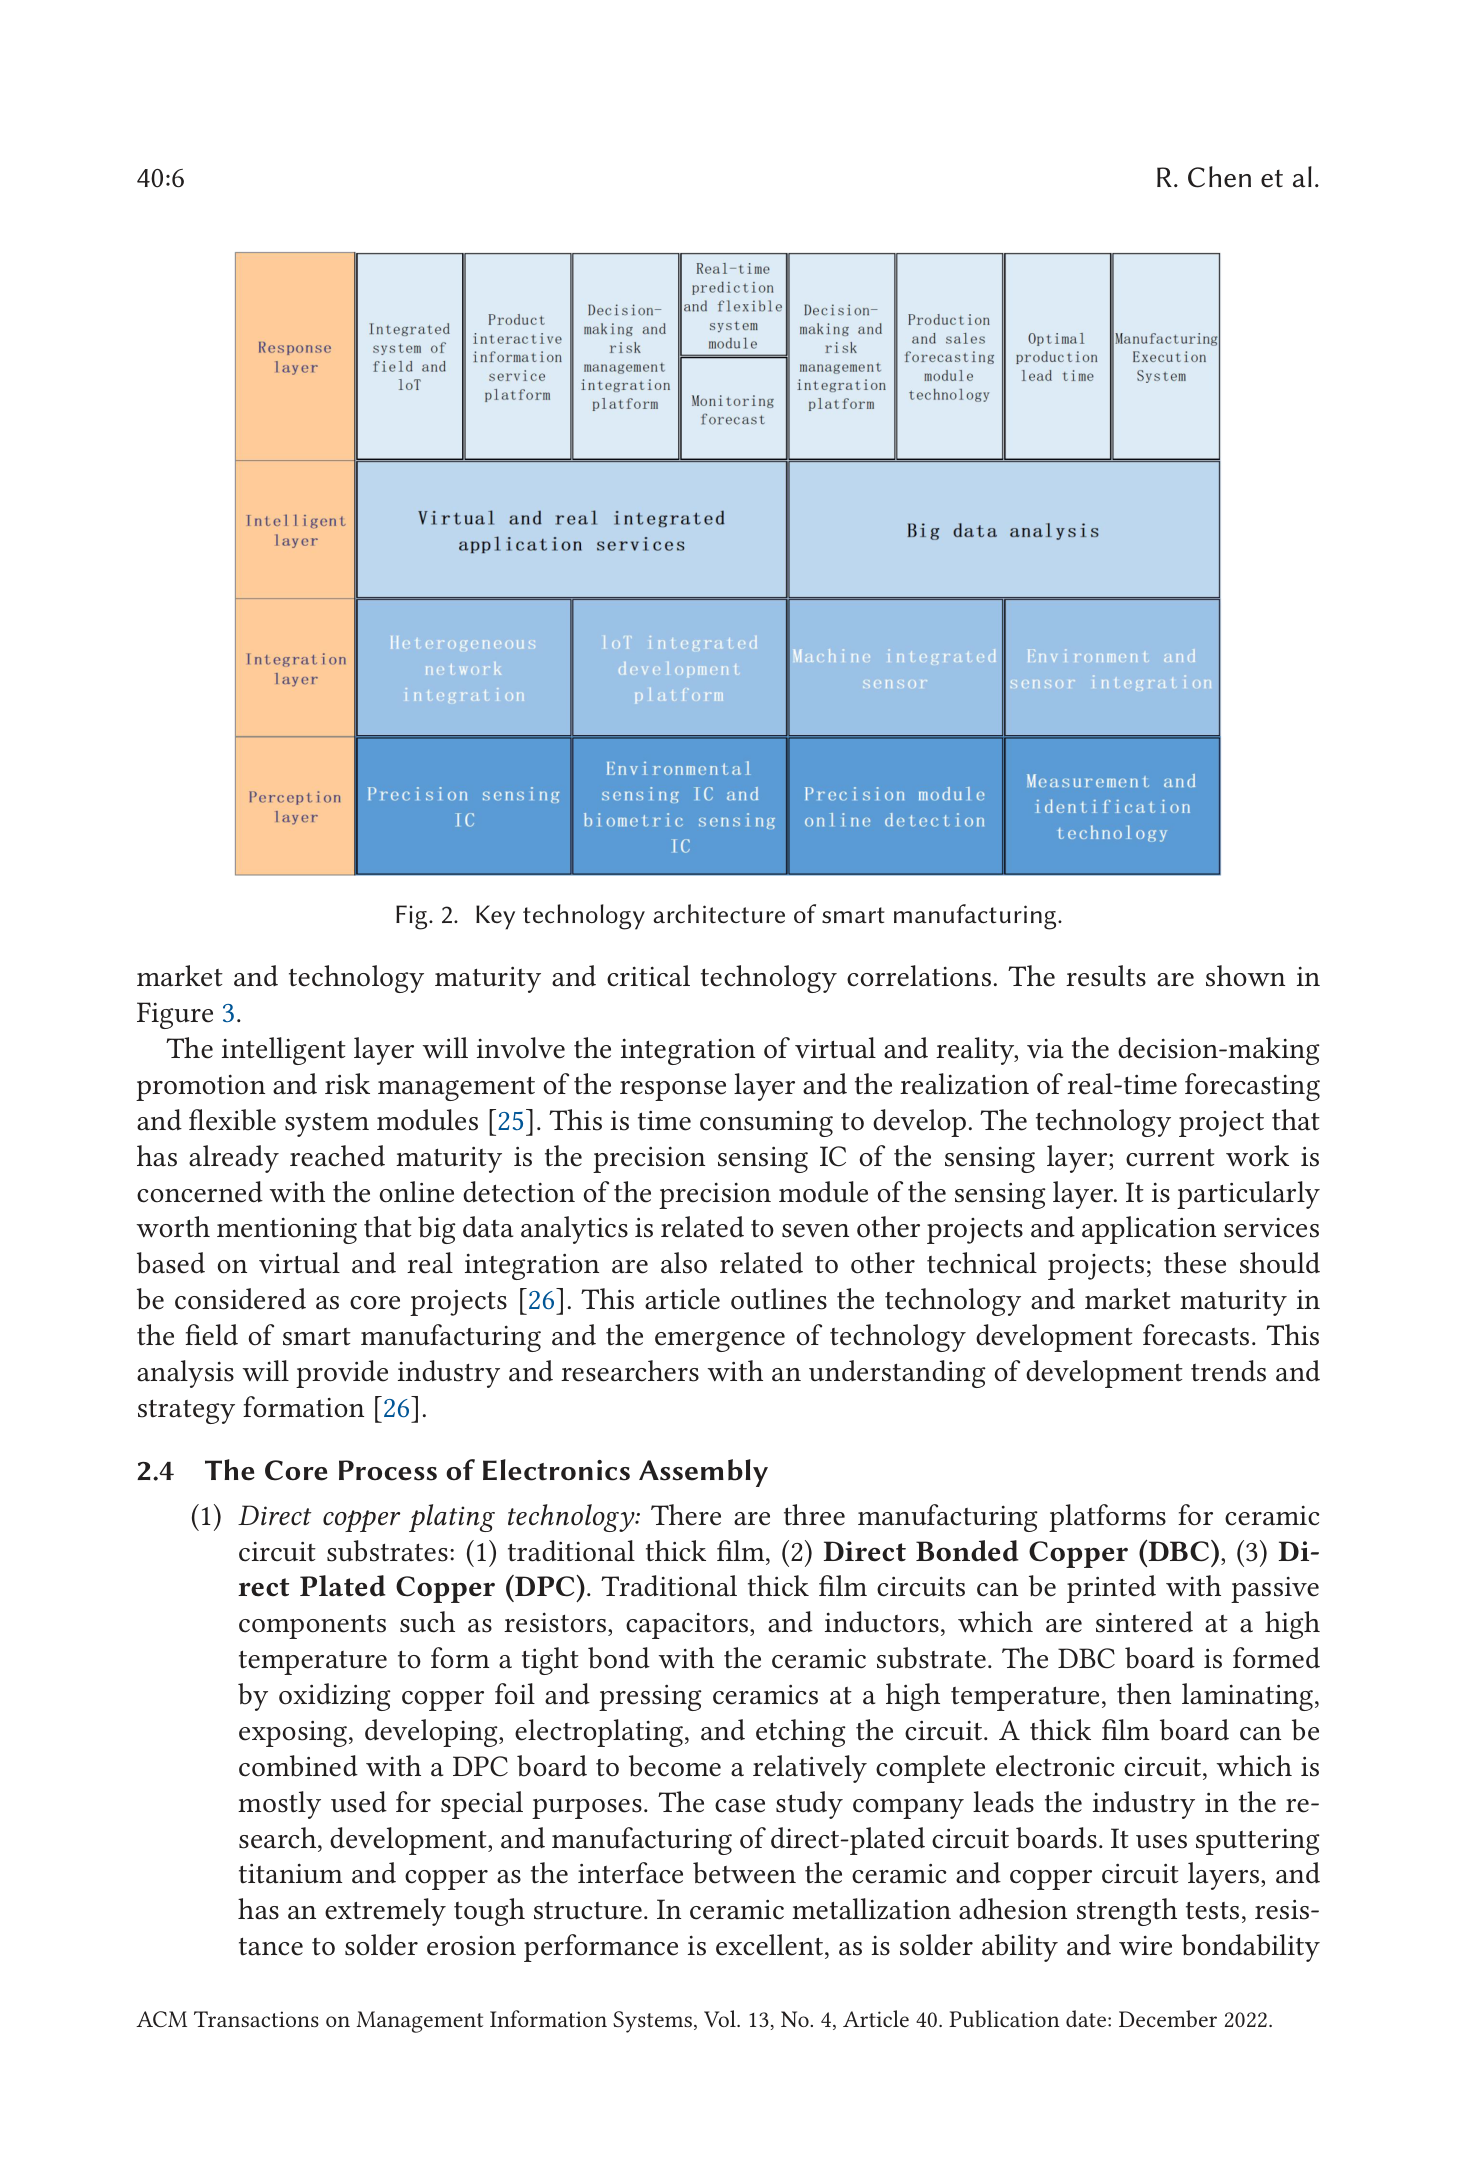 40:6
R. Chen et al.
Response
layer
Integrated
system of
field and
loT
Product
interactive
information
service
platform
Decision-
making and
risk
management
integration
platform
Real-time
prediction
and flexible
system
module
Monitoring
forecast
Decision-
making and
risk
management
integration
platform
Production
and sales
forecasting
module
technology
Optimal
production
lead time
Manufacturing
Execution
System
Intelligent
layer
Virtual and real integrated
application services
Big data analysis
Integration
layer
Heterogeneous
network
integration
loT integrated
development
platform
Machine integrated
sensor
Environment and
sensor integration
Perception
layer
Precision sensing
IC
Environmental
sensing IC and
biometric sensing
IC
Precision module
online detection
Measurement and
identification
technology
Fig. 2. Key technology architecture of smart manufacturing.
market and technology maturity and critical technology correlations. The results are shown in
Figure 3.
The intelligent layer will involve the integration of virtual and reality, via the decision-making
promotion and risk management of the response layer and the realization of real-time forecasting
and flexible system modules [25]. This is time consuming to develop. The technology project that
has already reached maturity is the precision sensing IC of the sensing layer; current work is
concerned with the online detection of the precision module of the sensing layer. It is particularly
worth mentioning that big data analytics is related to seven other projects and application services
based on virtual and real integration are also related to other technical projects; these should
be considered as core projects [26]. This article outlines the technology and market maturity in
the field of smart manufacturing and the emergence of technology development forecasts. This
analysis will provide industry and researchers with an understanding of development trends and
strategy formation [26].
2.4 The Core Process of Electronics Assembly
(1) Direct copper plating technology: There are three manufacturing platforms for ceramic
circuit substrates: (1) traditional thick film, (2) Direct Bonded Copper (DBC), (3) Di-
rect Plated Copper (DPC). Traditional thick film circuits can be printed with passive
components such as resistors, capacitors, and inductors, which are sintered at a high
temperature to form a tight bond with the ceramic substrate. The DBC board is formed
by oxidizing copper foil and pressing ceramics at a high temperature, then laminating,
exposing, developing, electroplating, and etching the circuit. A thick film board can be
combined with a DPC board to become a relatively complete electronic circuit, which is
mostly used for special purposes. The case study company leads the industry in the re-
search, development, and manufacturing of direct-plated circuit boards. It uses sputtering
titanium and copper as the interface between the ceramic and copper circuit layers, and
has an extremely tough structure. In ceramic metallization adhesion strength tests, resis-
tance to solder erosion performance is excellent, as is solder ability and wire bondability
ACM Transactions on Management Information Systems, Vol. 13, No. 4, Article 40. Publication date: December 2022.